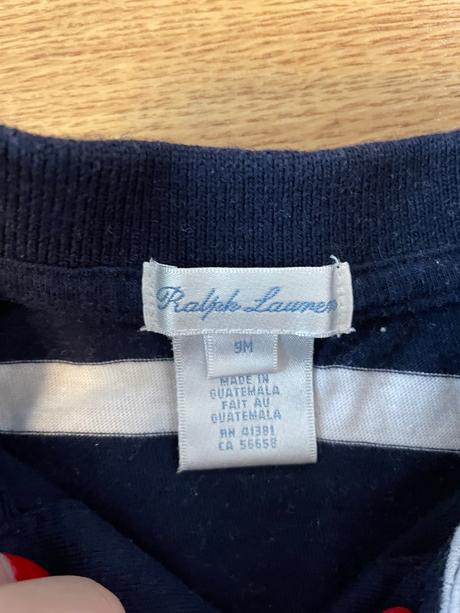 Ralph Lauren
9M
MADE IN
GUATEMALA
FAIT AU
GUATEMALA
RN 41381
CA 56658